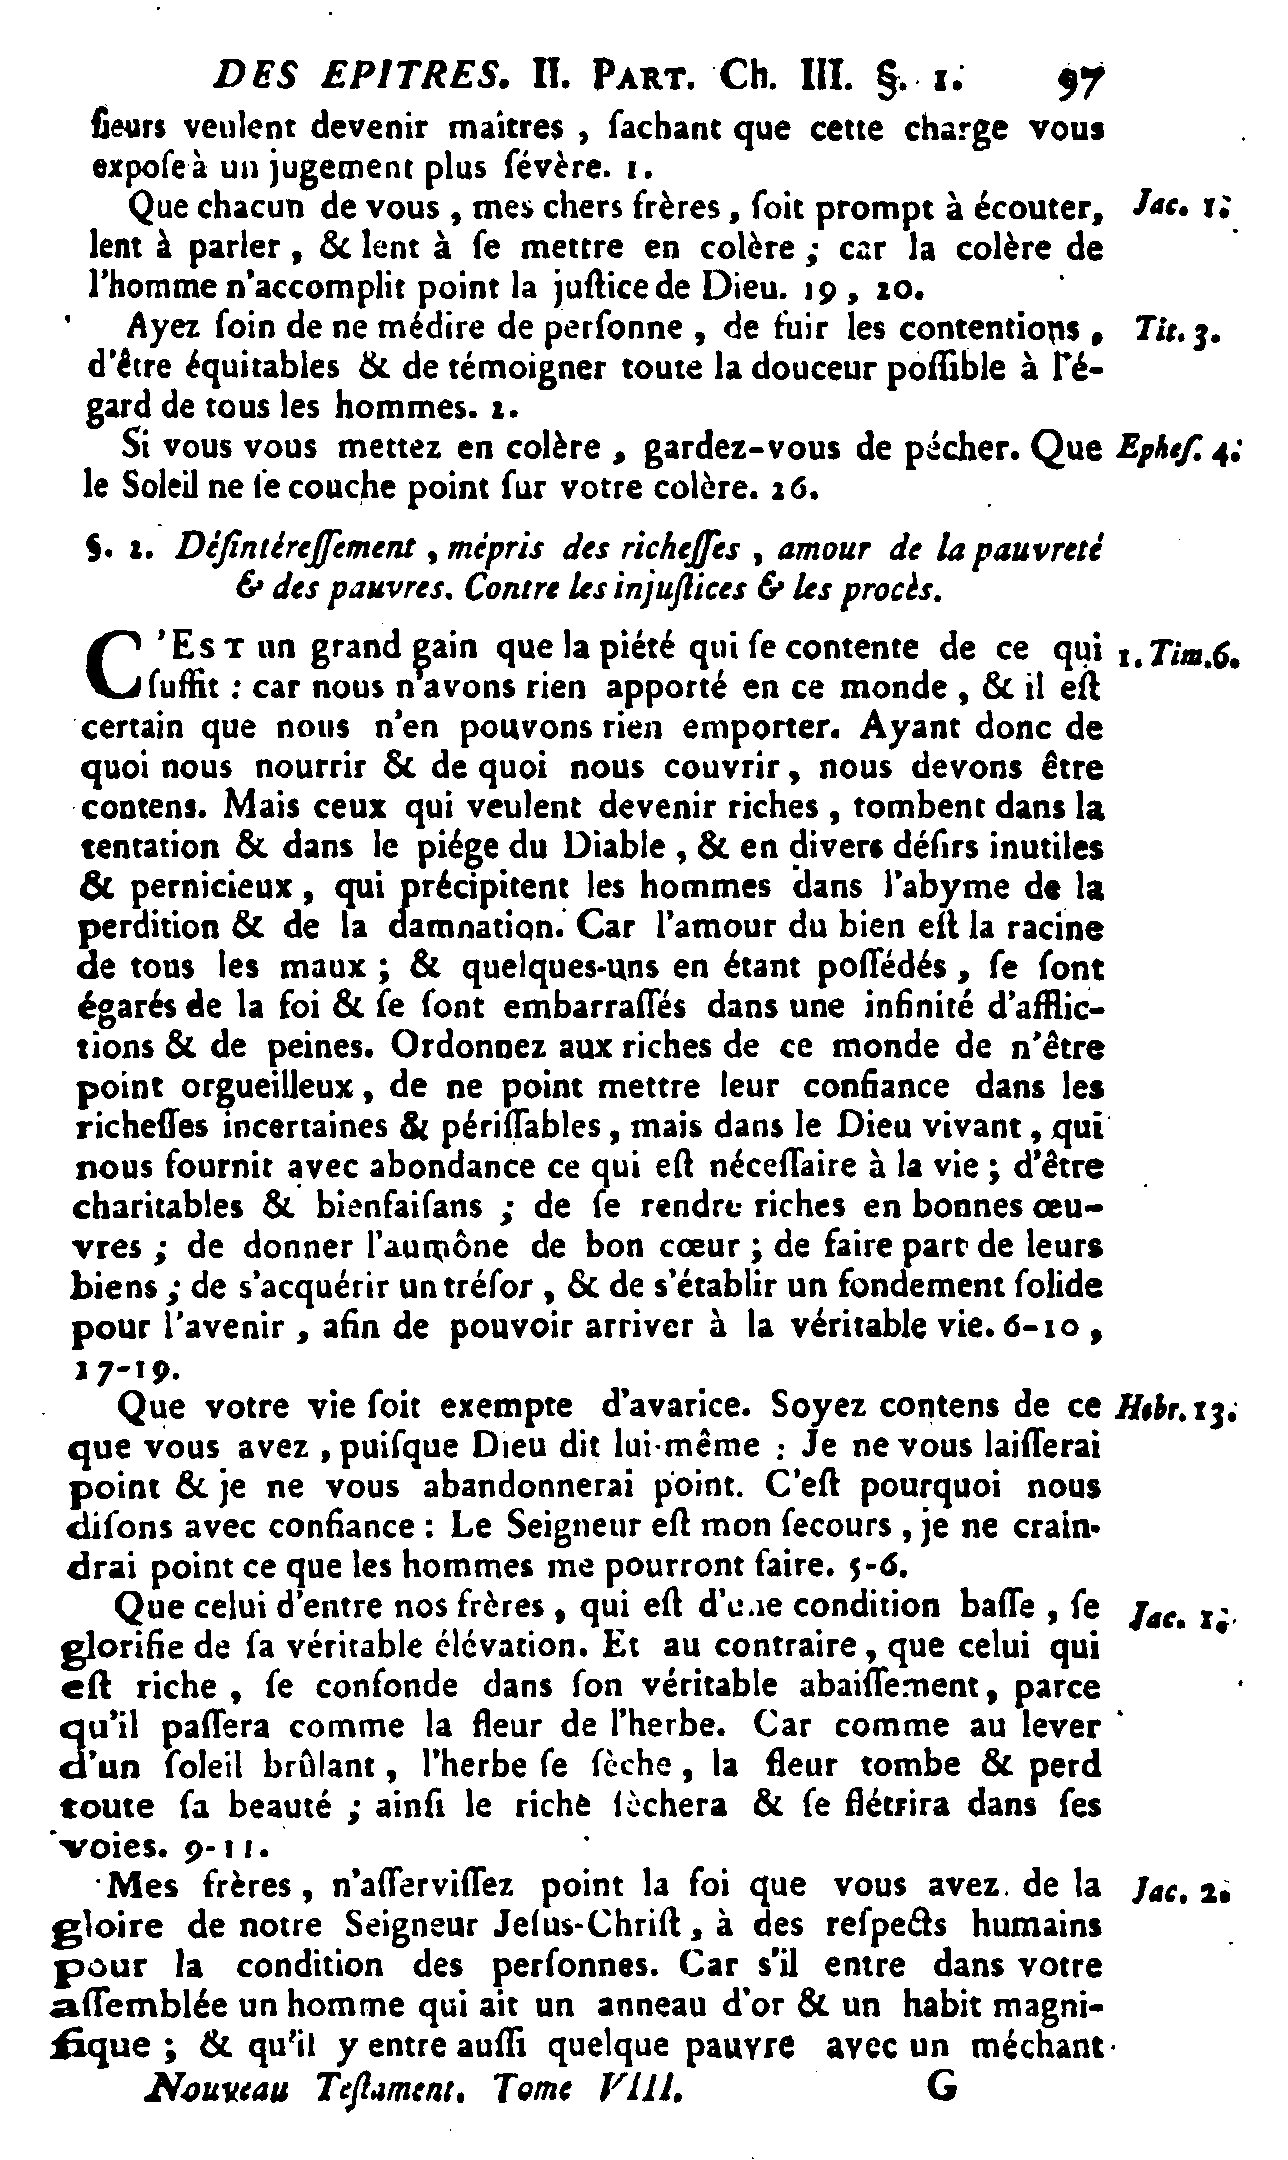 DES EPITRES. II. PART. Ch. III. §. 1. 97
ſieurs veulent devenir maîtres, ſachant que cette charge vous
expoſe à un jugement plus ſévère. 1.
Que chacun de vous, mes chers frères, ſoit prompt à écouter, Jac. 1.
lent à parler, & lent à ſe mettre en colère; car la colère de
l'homme n'accomplit point la juſtice de Dieu. 19, 20.
Ayez ſoin de ne médire de perſonne, de fuir les contentions, Tit. 3.
d'être équitables & de témoigner toute la douceur poſſible à l'é-
gard de tous les hommes. 2.
Si vous vous mettez en colère, gardez-vous de pécher. Que Epheſ. 4.
le Soleil ne ſe couche point ſur votre colère. 26.
§. 2. Déſintéreſſement, mépris des richeſſes, amour de la pauvreté
& des pauvres. Contre les injuſtices & les procès.
C'EST un grand gain que la piété qui ſe contente de ce qui 1. Tim. 6.
ſuffit : car nous n'avons rien apporté en ce monde, & il eſt
certain que nous n'en pouvons rien emporter. Ayant donc de
quoi nous nourrir & de quoi nous couvrir, nous devons être
contens. Mais ceux qui veulent devenir riches, tombent dans la
tentation & dans le piége du Diable, & en divers déſirs inutiles
& pernicieux, qui précipitent les hommes dans l'abyme de la
perdition & de la damnation. Car l'amour du bien eſt la racine
de tous les maux; & quelques-uns en étant poſſédés, ſe ſont
égarés de la foi & ſe ſont embarraſſés dans une infinité d'afflic-
tions & de peines. Ordonnez aux riches de ce monde de n'être
point orgueilleux, de ne point mettre leur confiance dans les
richeſſes incertaines & périſſables, mais dans le Dieu vivant, qui
nous fournit avec abondance ce qui eſt néceſſaire à la vie; d'être
charitables & bienfaiſans; de ſe rendre riches en bonnes œu-
vres; de donner l'aumône de bon cœur; de faire part de leurs
biens; de s'acquérir un tréſor, & de s'établir un fondement ſolide
pour l'avenir, afin de pouvoir arriver à la véritable vie. 6-10,
17-19.
Que votre vie ſoit exempte d'avarice. Soyez contens de ce Hebr. 13.
que vous avez, puiſque Dieu dit lui-même : Je ne vous laiſſerai
point & je ne vous abandonnerai point. C'eſt pourquoi nous
diſons avec confiance : Le Seigneur eſt mon ſecours, je ne crain-
drai point ce que les hommes me pourront faire. 5-6.
Que celui d'entre nos frères, qui eſt d'une condition baſſe, ſe Jac. 1.
glorifie de ſa véritable élévation. Et au contraire, que celui qui
eſt riche, ſe confonde dans ſon véritable abaiſſement, parce
qu'il paſſera comme la fleur de l'herbe. Car comme au lever
d'un ſoleil brûlant, l'herbe ſe ſèche, la fleur tombe & perd
toute ſa beauté; ainſi le riche ſèchera & ſe flétrira dans ſes
voies. 9-11.
Mes frères, n'aſſerviſſez point la foi que vous avez de la Jac. 2.
gloire de notre Seigneur Jeſus-Chriſt, à des reſpects humains
pour la condition des perſonnes. Car s'il entre dans votre
aſſemblée un homme qui ait un anneau d'or & un habit magni-
fique; & qu'il y entre auſſi quelque pauvre avec un méchant
Nouveau Teſtament. Tome VIII. G